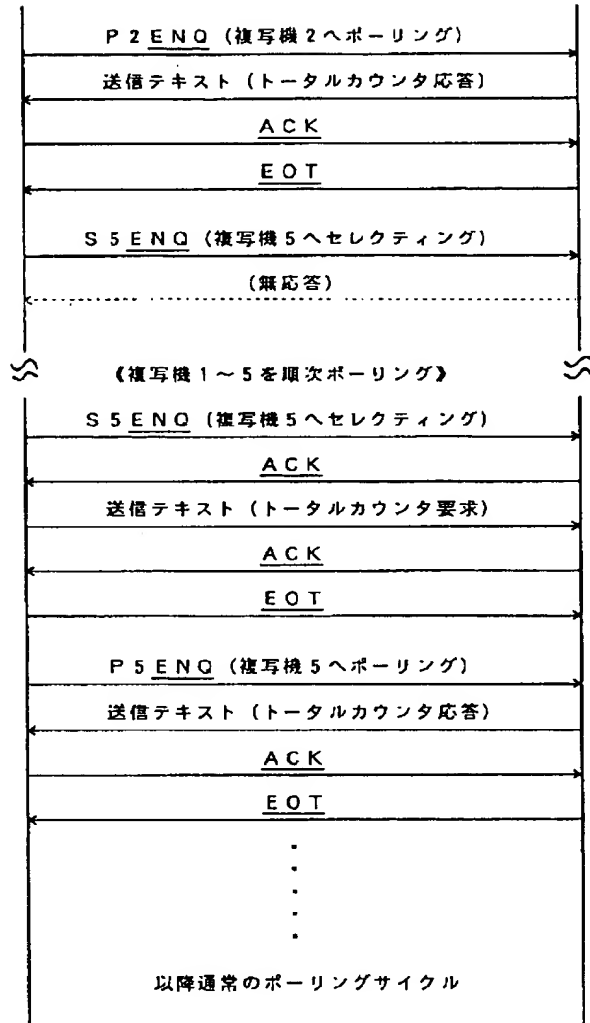 P2ENQ(複写機2へポーリング)
送信テキスト(トータルカウンタ応答)
ACK
EOT
S5ENQ(複写機5へセレクティング)
(無応答)
《複写機1〜5を順次ポーリング》
S5ENQ(複写機5へセレクティング)
ACK
送信テキスト(トータルカウンタ要求)
ACK
EOT
P5ENQ(複写機5へポーリング)
送信テキスト(トータルカウンタ応答)
ACK
EOT
以降通常のポーリングサイクル